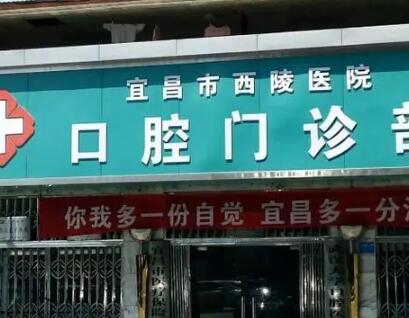 宜昌市西陵医院
口腔门诊部
你我多一份自觉 宜昌多一分